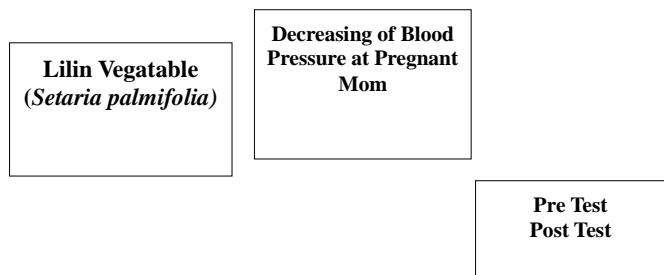 Lilin Vegatable
(Setaria palmifolia)
Decreasing of Blood
Pressure at Pregnant
Mom
Pre Test
Post Test